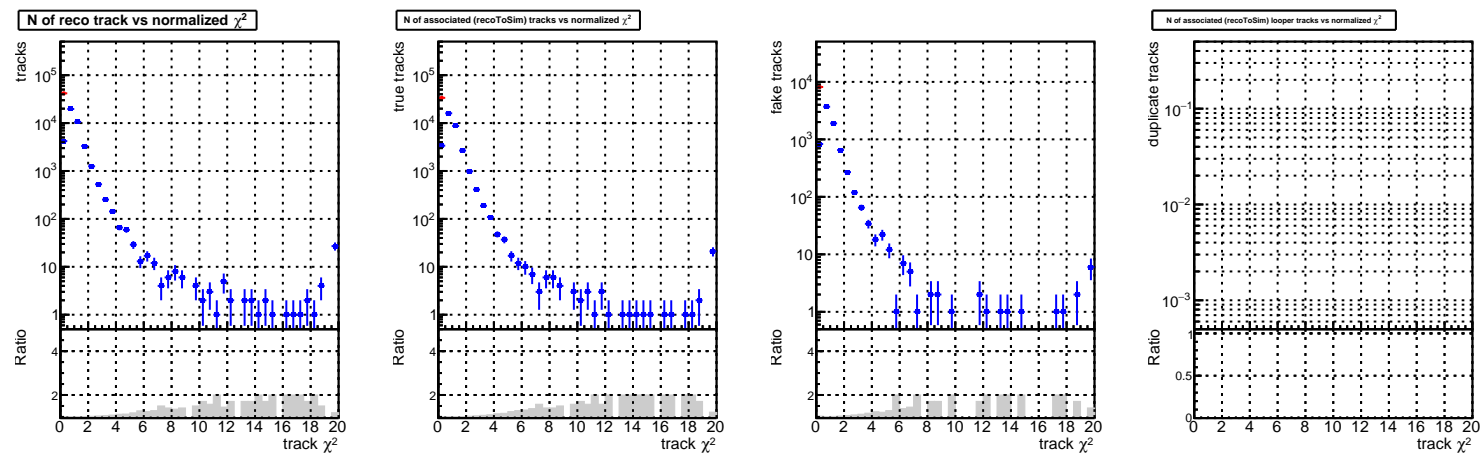 N of reco track vs normalized χ²
tracks
10⁵
10⁴
10³
10²
10
1
Ratio
4
2
0 2 4 6 8 10 12 14 16 18 20
track χ²
N of associated (recoToSim) tracks vs normalized χ²
true tracks
10⁵
10⁴
10³
10²
10
1
Ratio
4
2
0 2 4 6 8 10 12 14 16 18 20
track χ²
fake tracks
10⁴
10³
10²
10
1
Ratio
4
2
0 2 4 6 8 10 12 14 16 18 20
track χ²
N of associated (recoToSim) looper tracks vs normalized χ²
duplicate tracks
10⁻¹
10⁻²
10⁻³
Ratio
1
0.5
0
0 2 4 6 8 10 12 14 16 18 20
track χ²